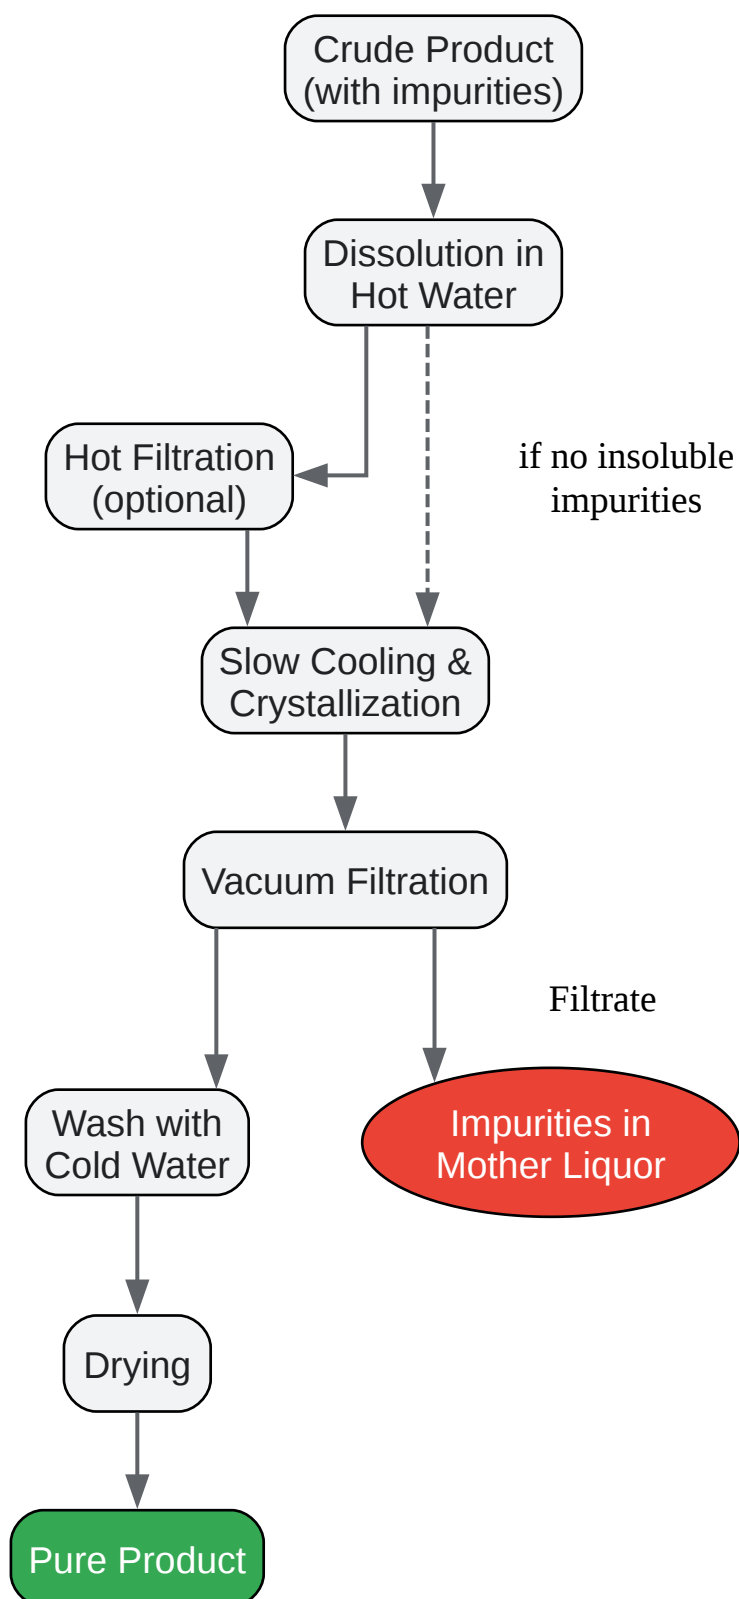 Crude Product
(with impurities)
Dissolution in
Hot Water
Hot Filtration
(optional)
if no insoluble
impurities
Slow Cooling &
Crystallization
Vacuum Filtration
Filtrate
Wash with
Cold Water
Impurities in
Mother Liquor
Drying
Pure Product